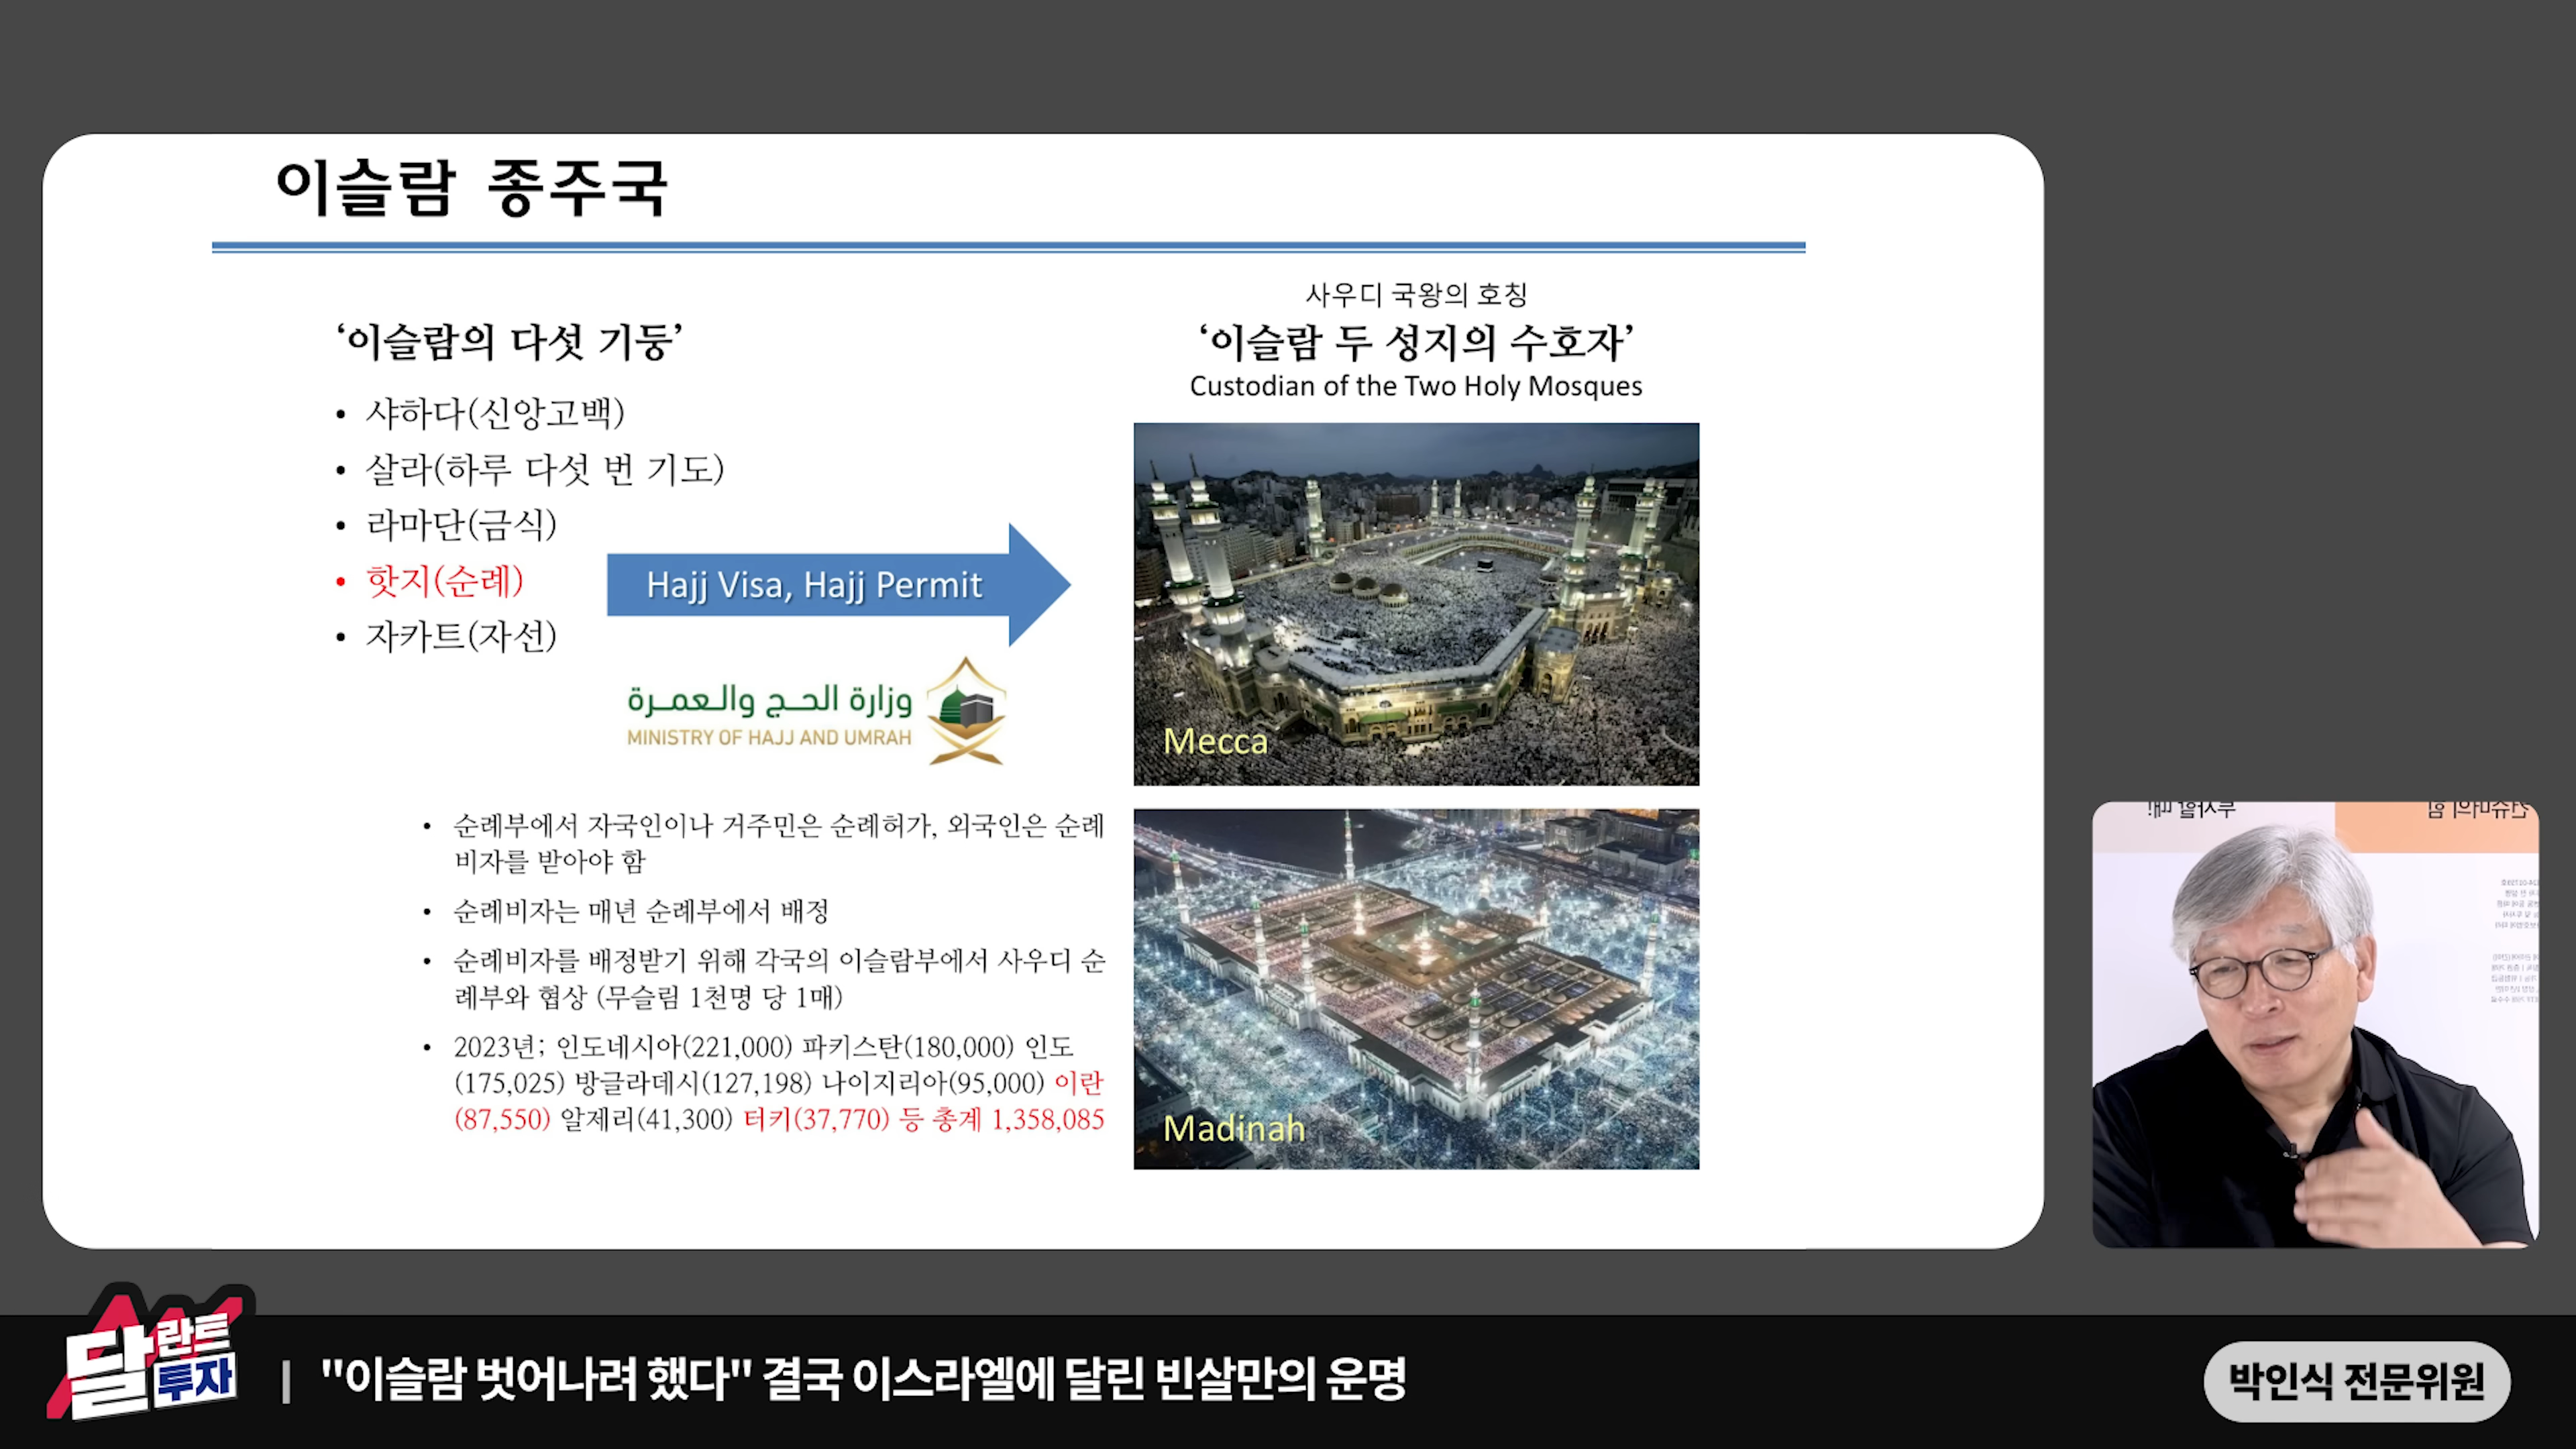 이슬람 종주국
'이슬람의 다섯 기둥'
• 샤하다(신앙고백)
• 살라(하루 다섯 번 기도)
• 라마단(금식)
• 핫지(순례)
• 자카트(자선)
Hajj Visa, Hajj Permit
وزارة الحج والعمرة
MINISTRY OF HAJJ AND UMRAH
• 순례부에서 자국인이나 거주민은 순례허가, 외국인은 순례
비자를 받아야 함
• 순례비자는 매년 순례부에서 배정
• 순례비자를 배정받기 위해 각국의 이슬람부에서 사우디 순
례부와 협상 (무슬림 1천명 당 1매)
• 2023년; 인도네시아(221,000) 파키스탄(180,000) 인도
(175,025) 방글라데시(127,198) 나이지리아(95,000) 이란
(87,550) 알제리(41,300) 터키(37,770) 등 총계 1,358,085
사우디 국왕의 호칭
'이슬람 두 성지의 수호자'
Custodian of the Two Holy Mosques
Mecca
Madinah
달란트
투자
| "이슬람 벗어나려 했다" 결국 이스라엘에 달린 빈살만의 운명
박인식 전문위원